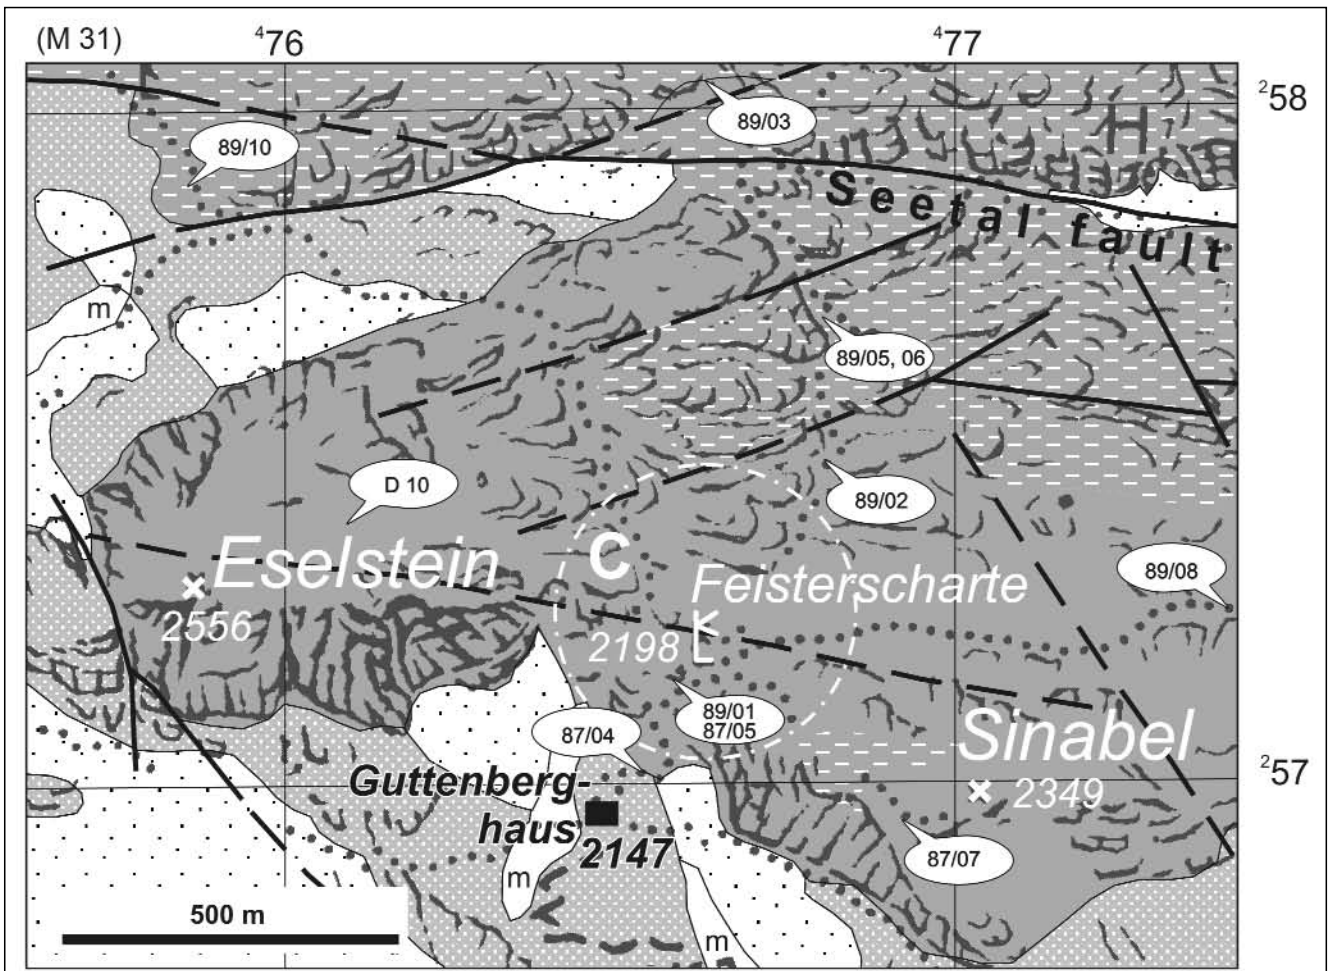 (M 31)
⁴76
⁴77
²58
89/03
89/10
H
Seetal fault
m
89/05, 06
D 10
89/02
C
Eselstein
2556
Feisterscharte
2198
89/08
89/01
87/05
87/04
Sinabel
2349
²57
Guttenberg-
haus
2147
87/07
m
m
500 m